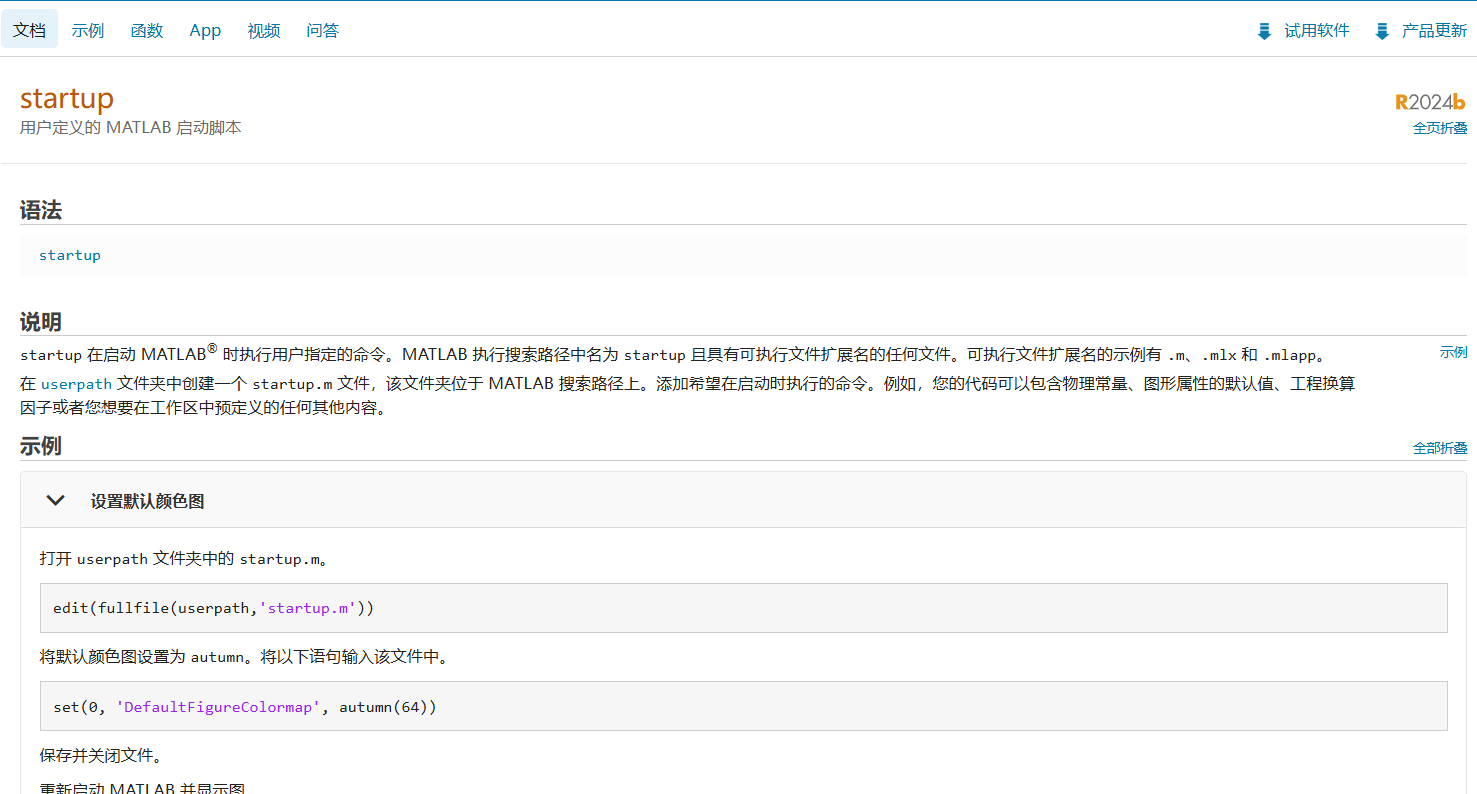 文档 示例 函数 App 视频 问答 试用软件 产品更新
startup
R2024b
用户定义的 MATLAB 启动脚本
全页折叠
语法
startup
说明
startup 在启动 MATLAB® 时执行用户指定的命令。MATLAB 执行搜索路径中名为 startup 且具有可执行文件扩展名的任何文件。可执行文件扩展名的示例有 .m、.mlx 和 .mlapp。
示例
在 userpath 文件夹中创建一个 startup.m 文件，该文件夹位于 MATLAB 搜索路径上。添加希望在启动时执行的命令。例如，您的代码可以包含物理常量、图形属性的默认值、工程换算
因子或者您想要在工作区中预定义的任何其他内容。
示例
全部折叠
设置默认颜色图
打开 userpath 文件夹中的 startup.m。
edit(fullfile(userpath,'startup.m'))
将默认颜色图设置为 autumn。将以下语句输入该文件中。
set(0, 'DefaultFigureColormap', autumn(64))
保存并关闭文件。
重新启动 MATLAB 并显示图